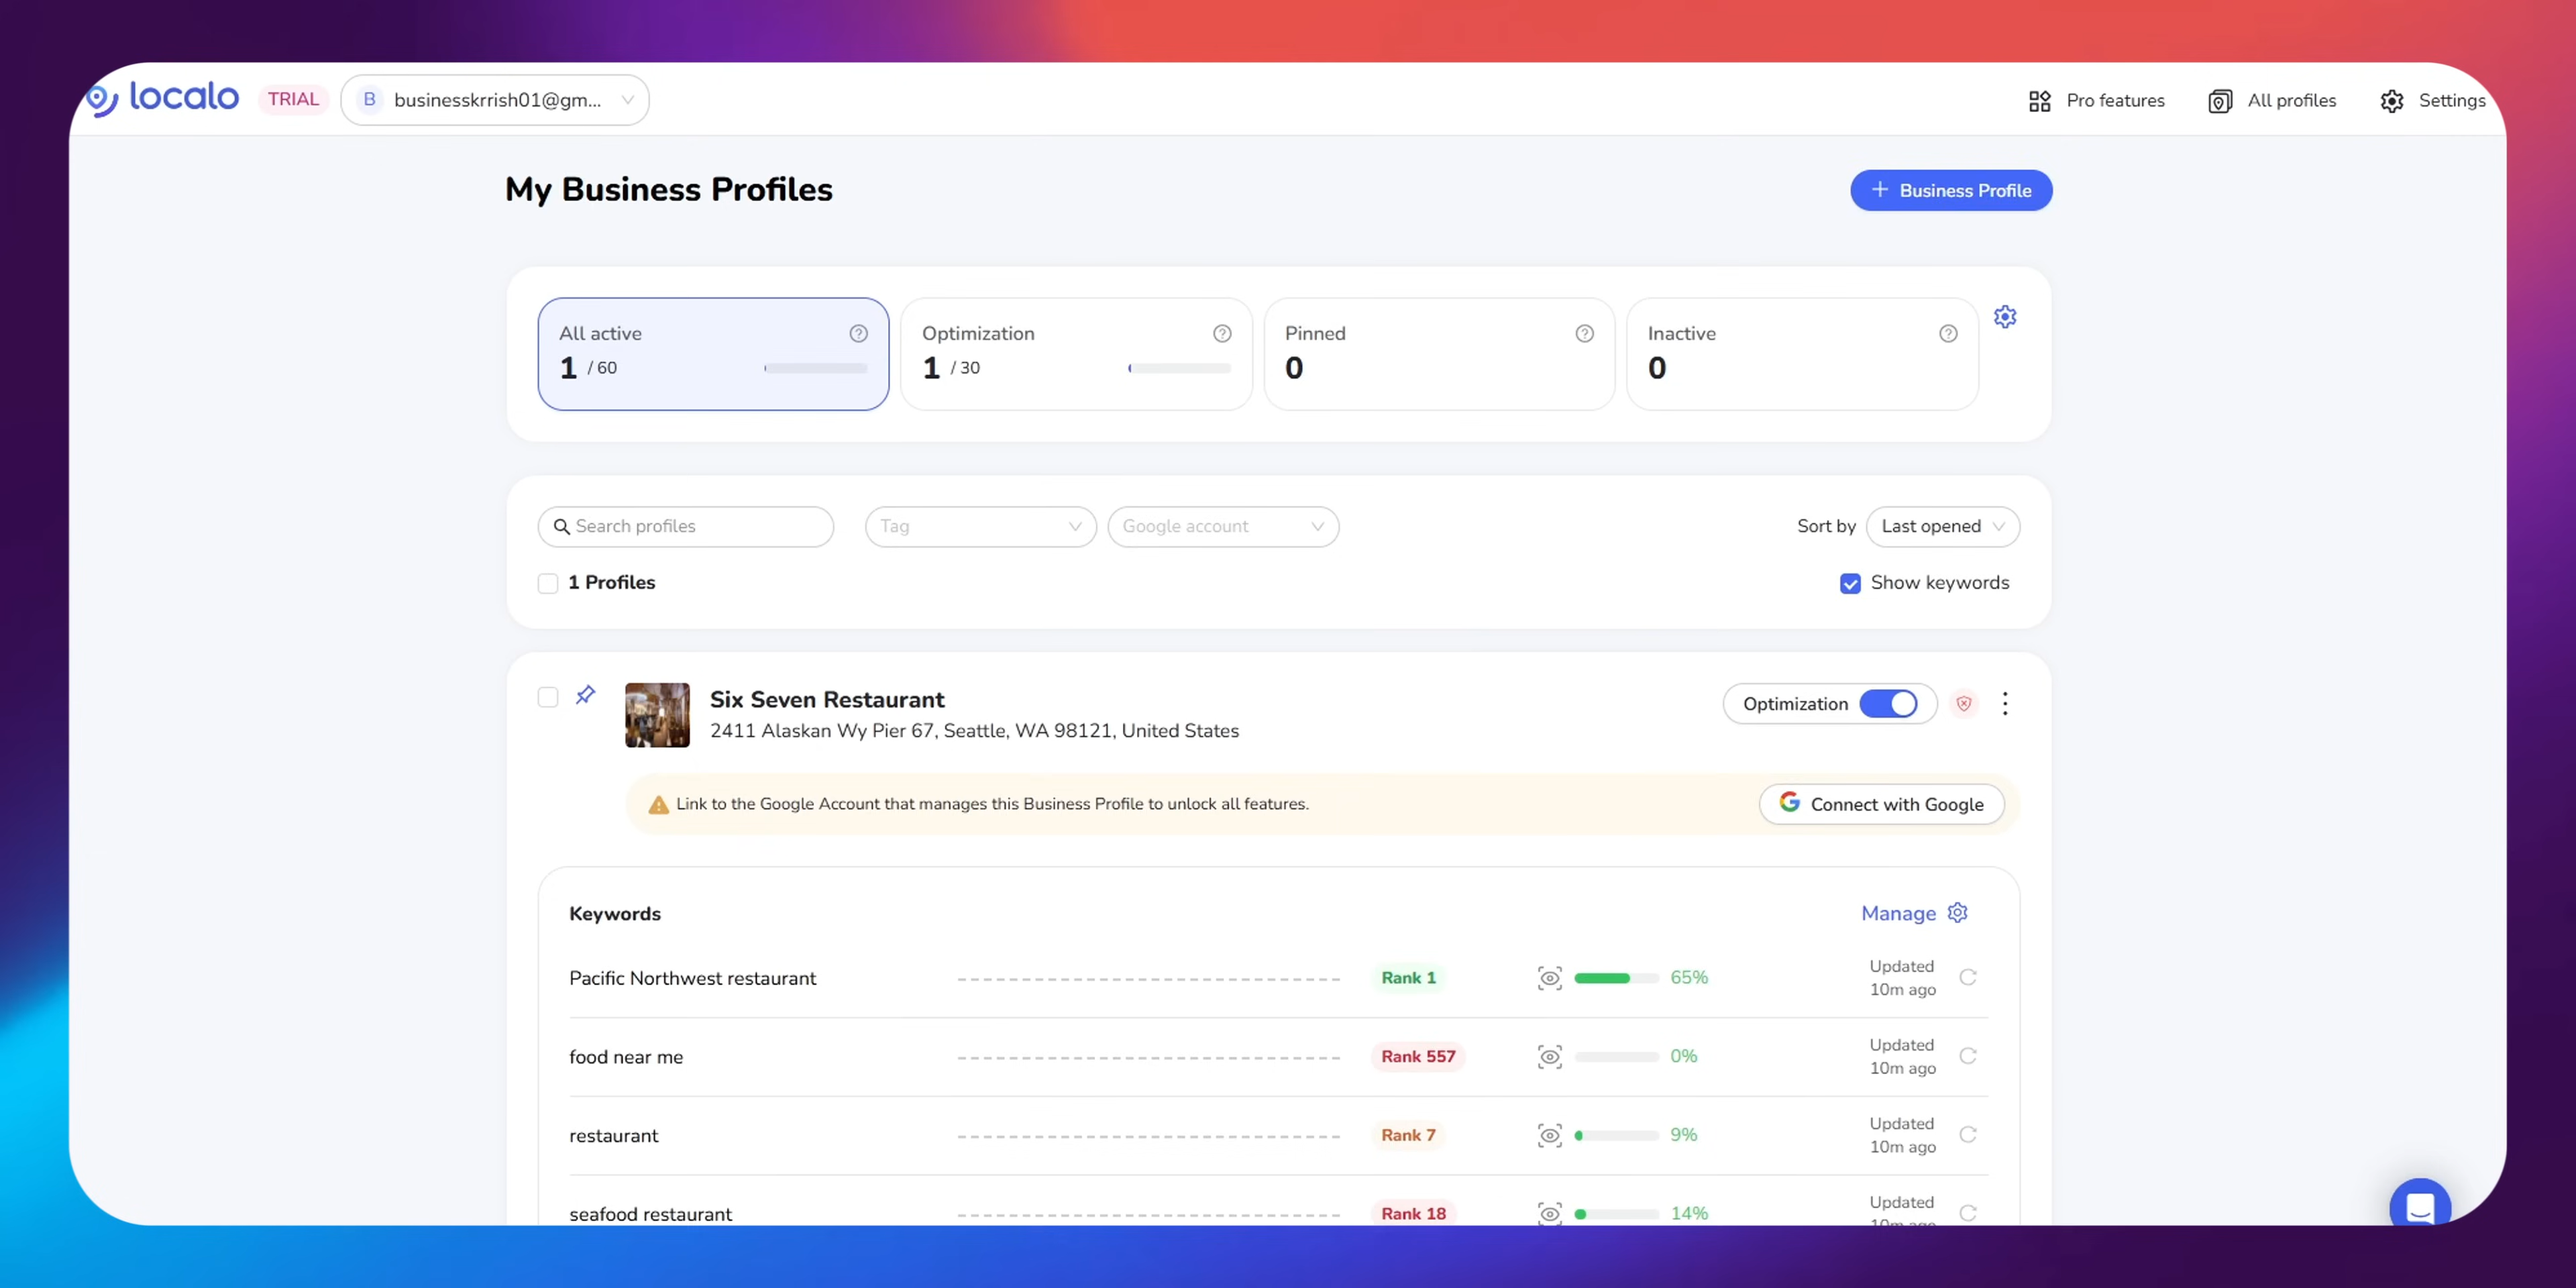 localo TRIAL B businesskrrish01@gm... Pro features All profiles Settings
My Business Profiles + Business Profile
All active Optimization Pinned Inactive
1 / 60 1 / 30 0 0
Search profiles Tag Google account Sort by Last opened
1 Profiles Show keywords
Six Seven Restaurant Optimization
2411 Alaskan Wy Pier 67, Seattle, WA 98121, United States
Link to the Google Account that manages this Business Profile to unlock all features. Connect with Google
Keywords Manage
Pacific Northwest restaurant Rank 1 65% Updated
10m ago
food near me Rank 557 0% Updated
10m ago
restaurant Rank 7 9% Updated
10m ago
seafood restaurant Rank 18 14% Updated
10m ago